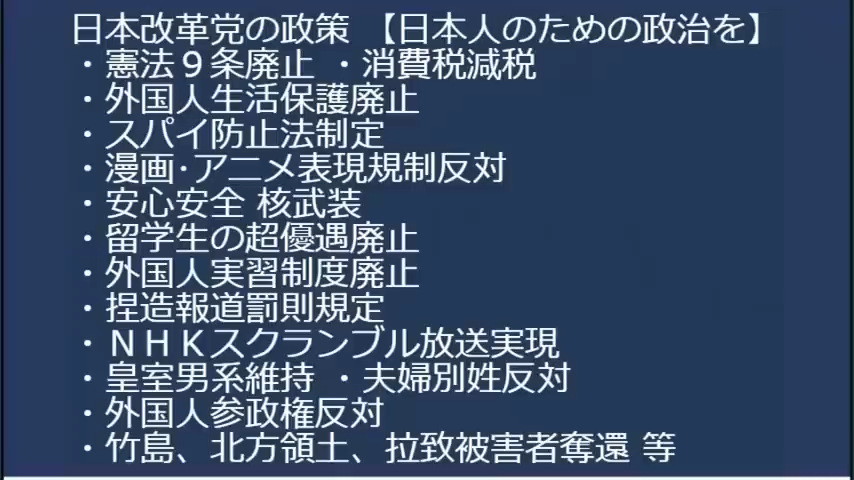 日本改革党の政策 【日本人のための政治を】
・憲法９条廃止 ・消費税減税
・外国人生活保護廃止
・スパイ防止法制定
・漫画･アニメ表現規制反対
・安心安全 核武装
・留学生の超優遇廃止
・外国人実習制度廃止
・捏造報道罰則規定
・ＮＨＫスクランブル放送実現
・皇室男系維持 ・夫婦別姓反対
・外国人参政権反対
・竹島、北方領土、拉致被害者奪還 等